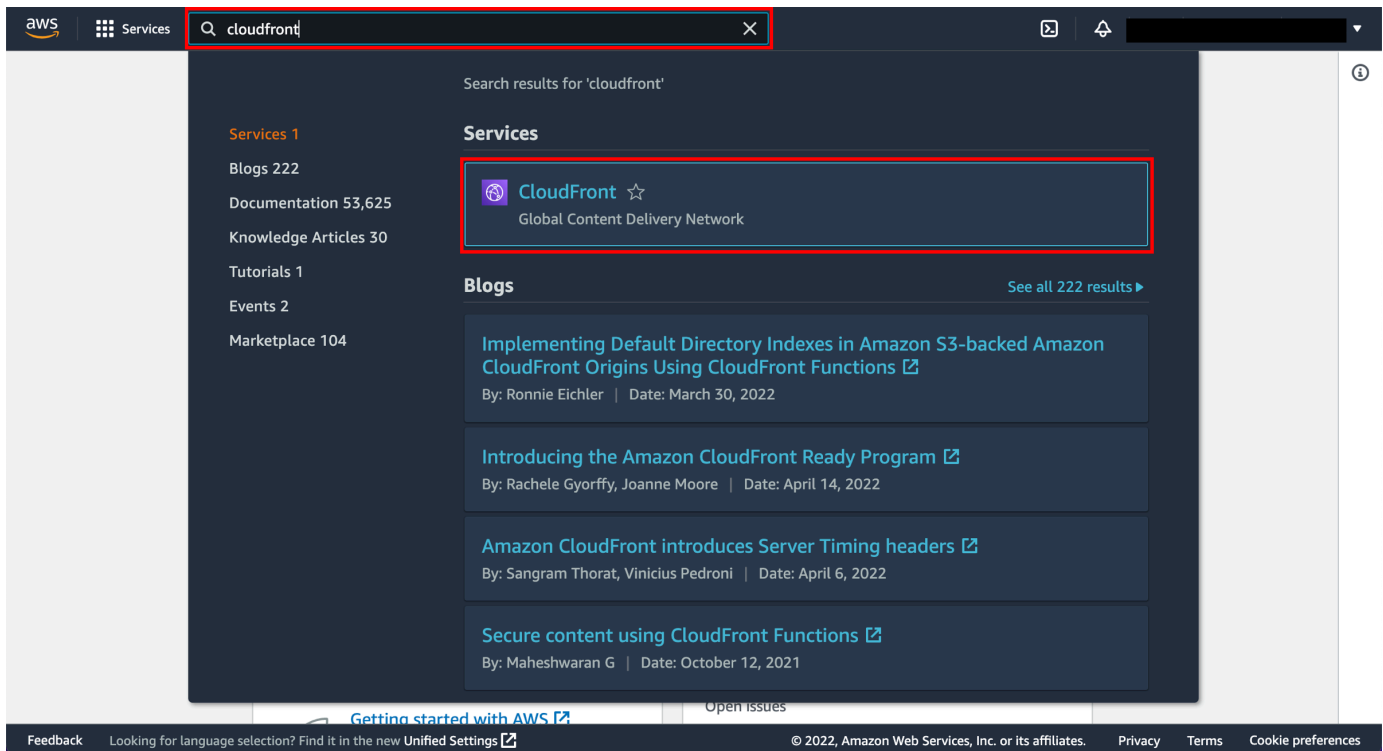 aws
Services
cloudfront
Search results for 'cloudfront'
Services 1
Blogs 222
Documentation 53,625
Knowledge Articles 30
Tutorials 1
Events 2
Marketplace 104
Services
CloudFront
Global Content Delivery Network
Blogs
See all 222 results
Implementing Default Directory Indexes in Amazon S3-backed Amazon
CloudFront Origins Using CloudFront Functions
By: Ronnie Eichler | Date: March 30, 2022
Introducing the Amazon CloudFront Ready Program
By: Rachele Gyorffy, Joanne Moore | Date: April 14, 2022
Amazon CloudFront introduces Server Timing headers
By: Sangram Thorat, Vinicius Pedroni | Date: April 6, 2022
Secure content using CloudFront Functions
By: Maheshwaran G | Date: October 12, 2021
Getting started with AWS
Open issues
Feedback
Looking for language selection? Find it in the new Unified Settings
© 2022, Amazon Web Services, Inc. or its affiliates.
Privacy
Terms
Cookie preferences